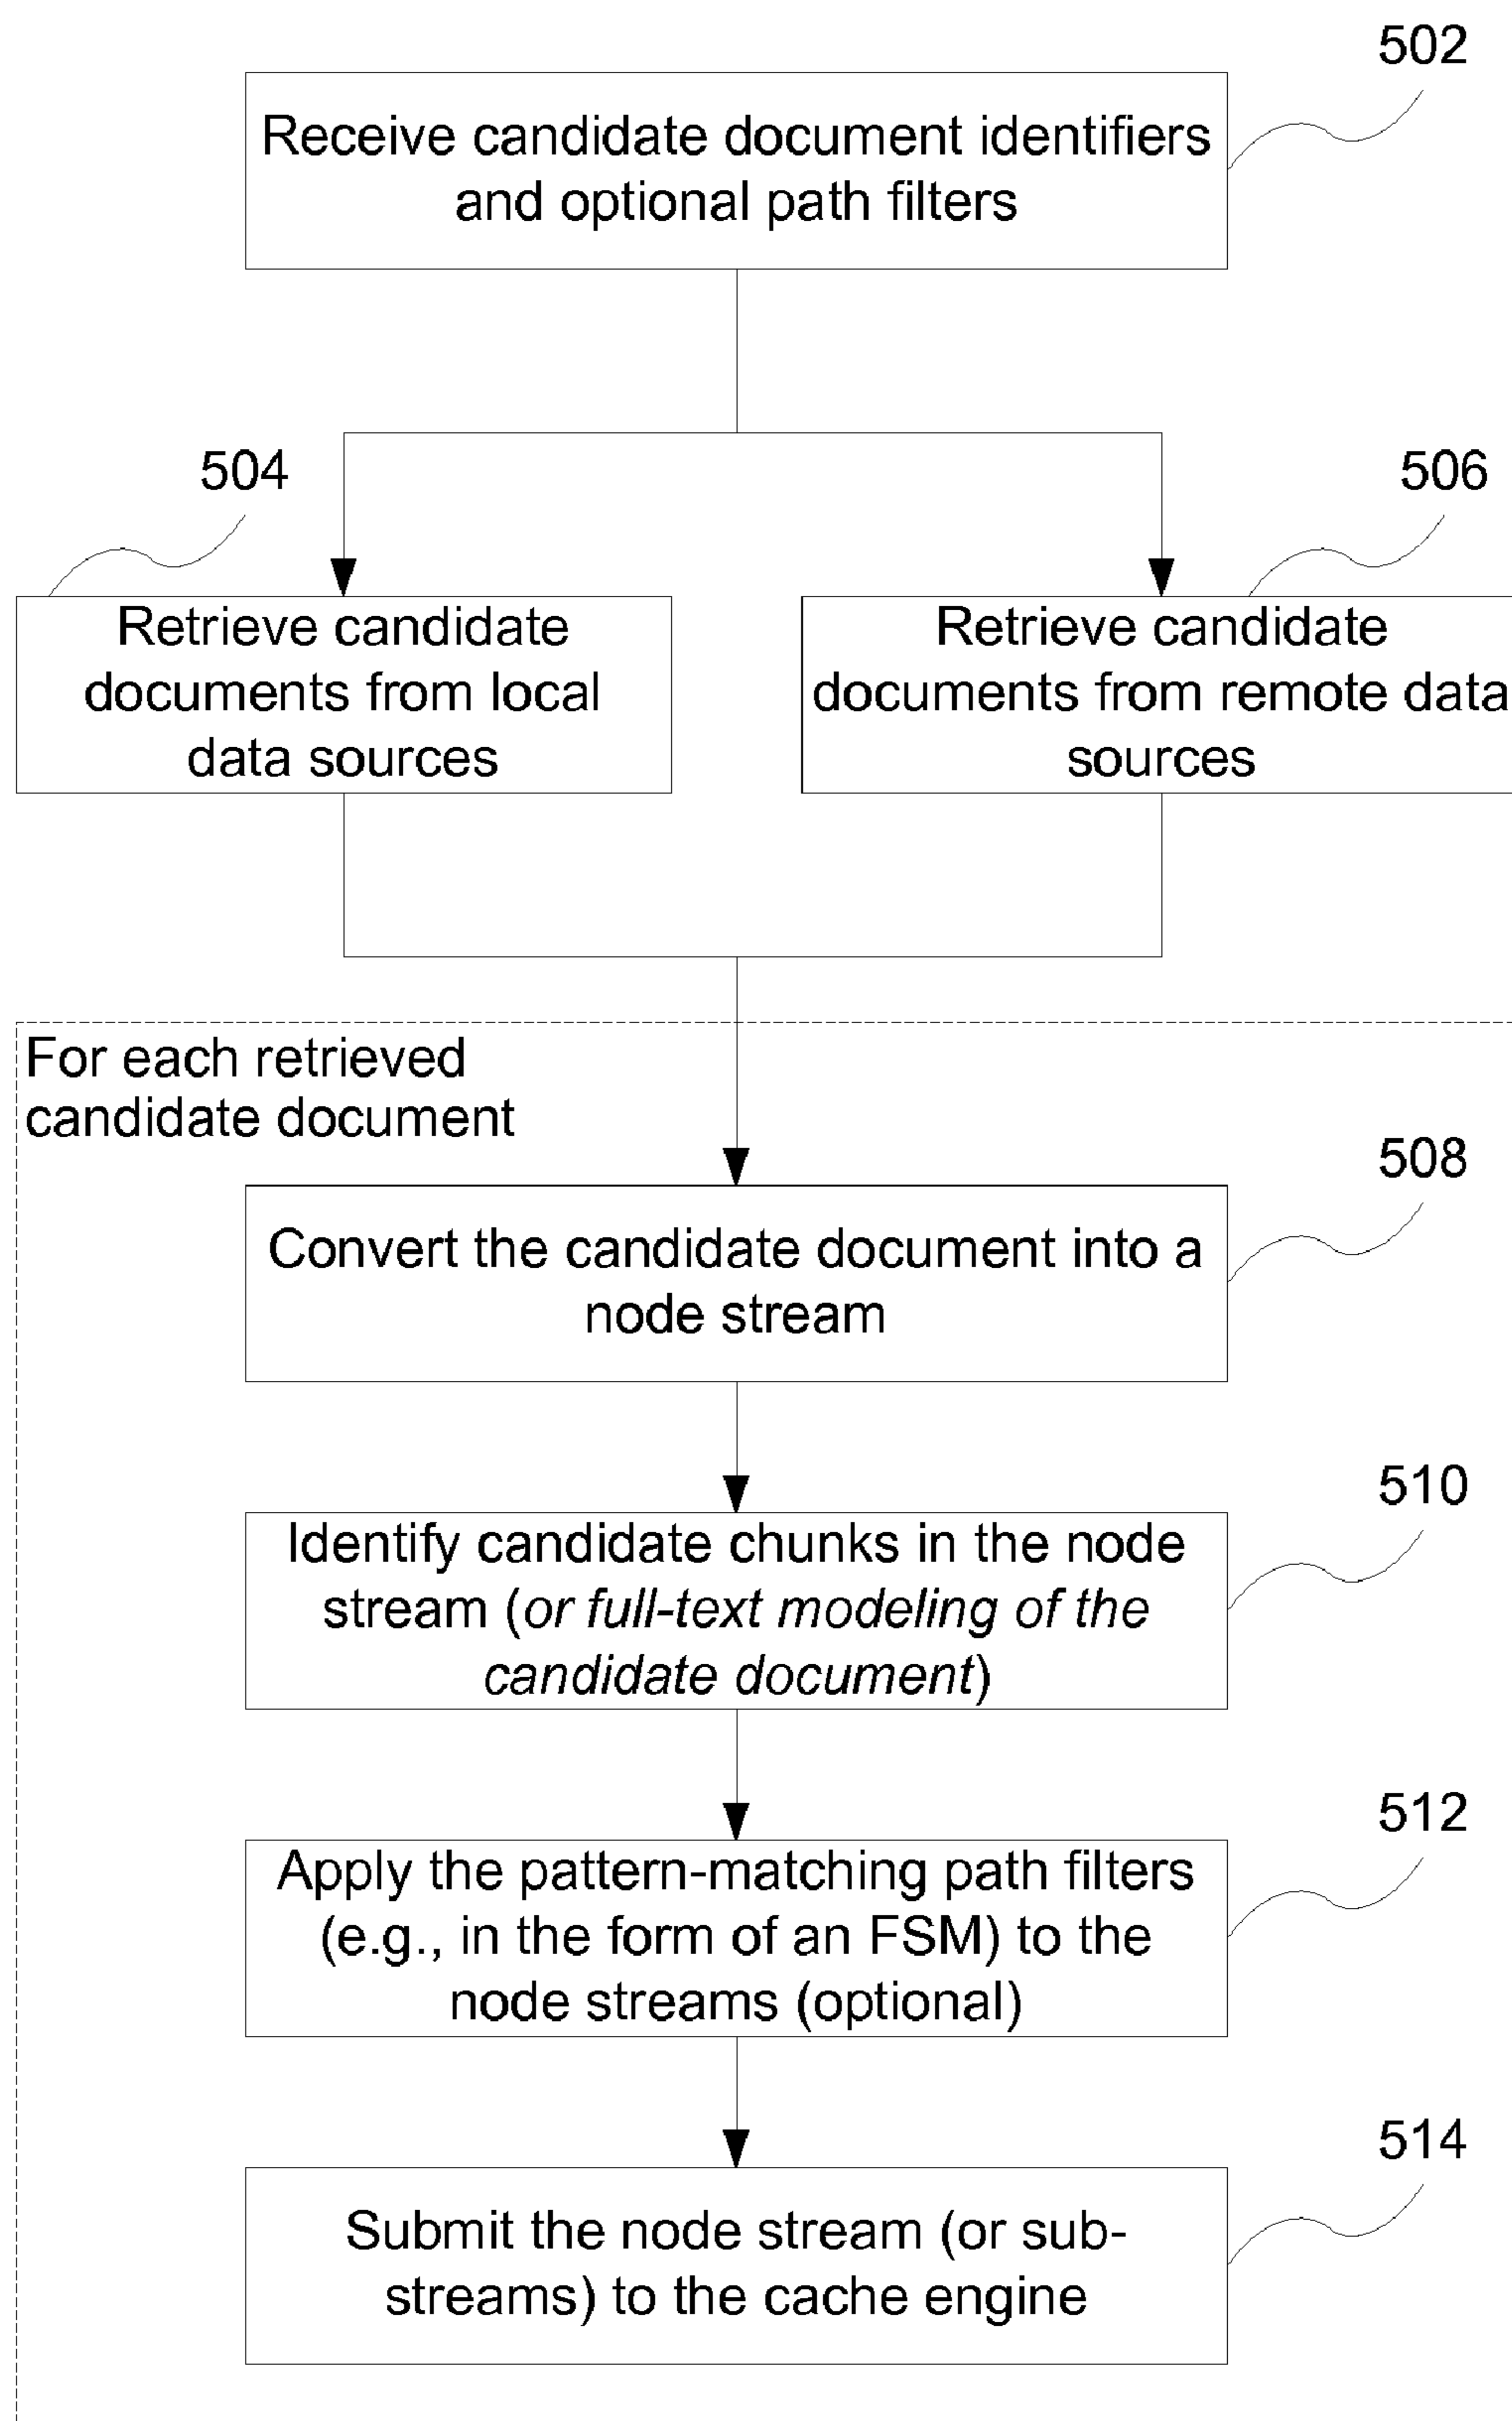 502
Receive candidate document identifiers
and optional path filters
504
506
Retrieve candidate
documents from local
data sources
Retrieve candidate
documents from remote data
sources
For each retrieved
candidate document
508
Convert the candidate document into a
node stream
510
Identify candidate chunks in the node
stream (or full-text modeling of the
candidate document)
512
Apply the pattern-matching path filters
(e.g., in the form of an FSM) to the
node streams (optional)
514
Submit the node stream (or sub-
streams) to the cache engine